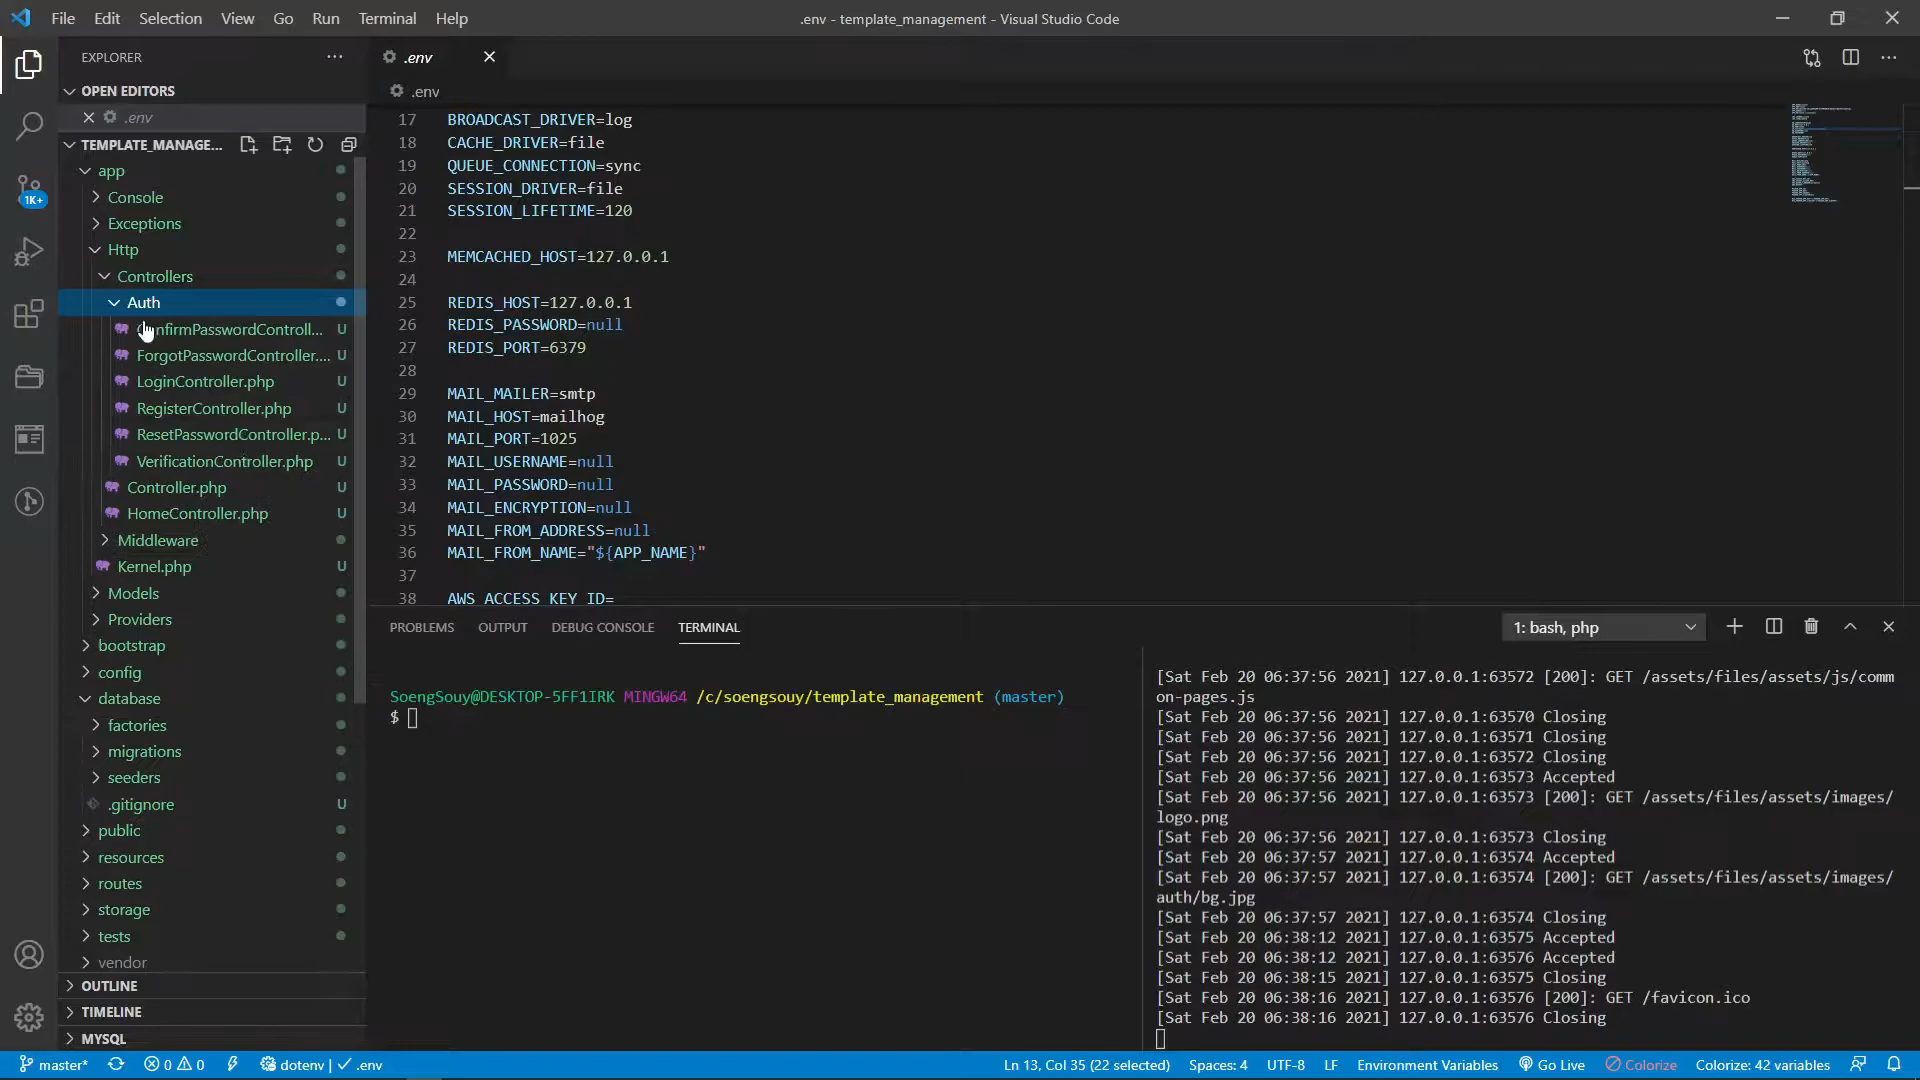 File Edit Selection View Go Run Terminal Help
.env - template_management - Visual Studio Code
EXPLORER
OPEN EDITORS
.env
TEMPLATE_MANAGE...
app
Console
Exceptions
Http
Controllers
Auth
nfirmPasswordControll... U
ForgotPasswordController.... U
LoginController.php U
RegisterController.php U
ResetPasswordController.p... U
VerificationController.php U
Controller.php U
HomeController.php U
Middleware
Kernel.php U
Models
Providers
bootstrap
config
database
factories
migrations
seeders
.gitignore U
public
resources
routes
storage
tests
vendor
OUTLINE
TIMELINE
MYSQL
1K+
.env
.env
17 BROADCAST_DRIVER=log
18 CACHE_DRIVER=file
19 QUEUE_CONNECTION=sync
20 SESSION_DRIVER=file
21 SESSION_LIFETIME=120
22
23 MEMCACHED_HOST=127.0.0.1
24
25 REDIS_HOST=127.0.0.1
26 REDIS_PASSWORD=null
27 REDIS_PORT=6379
28
29 MAIL_MAILER=smtp
30 MAIL_HOST=mailhog
31 MAIL_PORT=1025
32 MAIL_USERNAME=null
33 MAIL_PASSWORD=null
34 MAIL_ENCRYPTION=null
35 MAIL_FROM_ADDRESS=null
36 MAIL_FROM_NAME="${APP_NAME}"
37
38 AWS_ACCESS_KEY_ID=
PROBLEMS OUTPUT DEBUG CONSOLE TERMINAL
1: bash, php
SoengSouy@DESKTOP-5FF1IRK MINGW64 /c/soengsouy/template_management (master)
$
[Sat Feb 20 06:37:56 2021] 127.0.0.1:63572 [200]: GET /assets/files/assets/js/comm
on-pages.js
[Sat Feb 20 06:37:56 2021] 127.0.0.1:63570 Closing
[Sat Feb 20 06:37:56 2021] 127.0.0.1:63571 Closing
[Sat Feb 20 06:37:56 2021] 127.0.0.1:63572 Closing
[Sat Feb 20 06:37:56 2021] 127.0.0.1:63573 Accepted
[Sat Feb 20 06:37:56 2021] 127.0.0.1:63573 [200]: GET /assets/files/assets/images/
logo.png
[Sat Feb 20 06:37:56 2021] 127.0.0.1:63573 Closing
[Sat Feb 20 06:37:57 2021] 127.0.0.1:63574 Accepted
[Sat Feb 20 06:37:57 2021] 127.0.0.1:63574 [200]: GET /assets/files/assets/images/
auth/bg.jpg
[Sat Feb 20 06:37:57 2021] 127.0.0.1:63574 Closing
[Sat Feb 20 06:38:12 2021] 127.0.0.1:63575 Accepted
[Sat Feb 20 06:38:12 2021] 127.0.0.1:63576 Accepted
[Sat Feb 20 06:38:15 2021] 127.0.0.1:63575 Closing
[Sat Feb 20 06:38:16 2021] 127.0.0.1:63576 [200]: GET /favicon.ico
[Sat Feb 20 06:38:16 2021] 127.0.0.1:63576 Closing
master* 0 0 dotenv | .env Ln 13, Col 35 (22 selected) Spaces: 4 UTF-8 LF Environment Variables Go Live Colorize Colorize: 42 variables